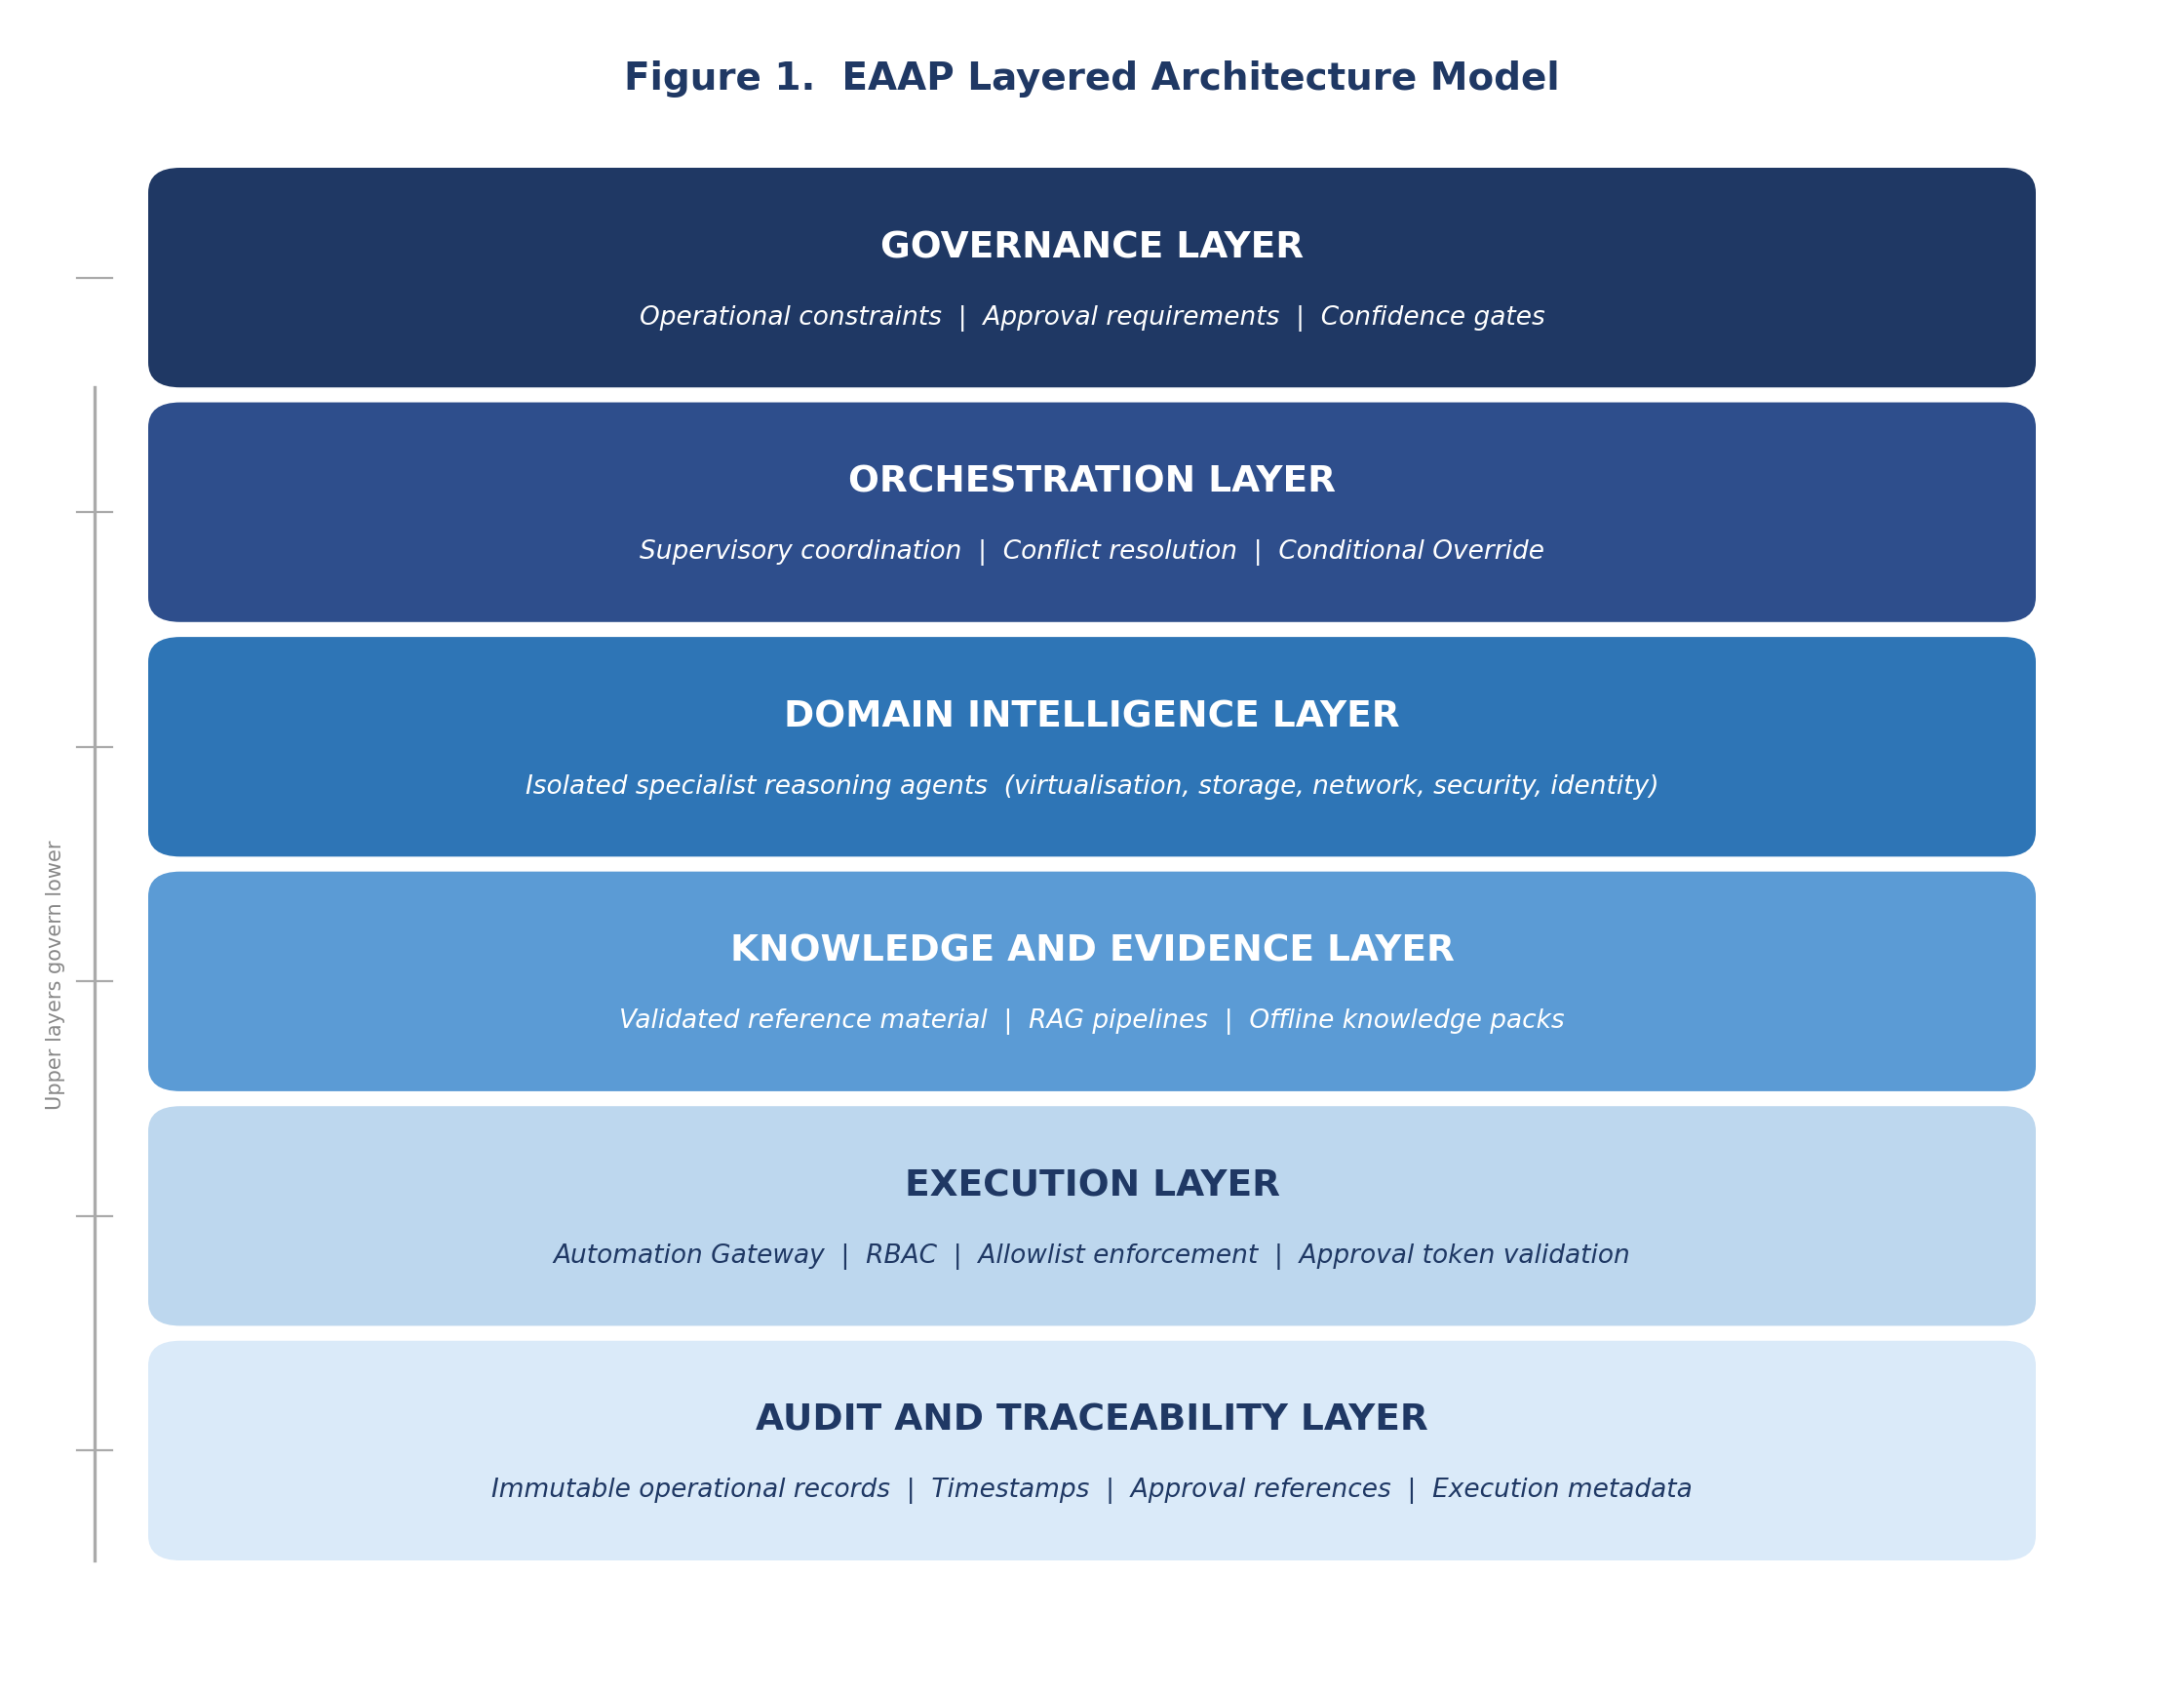 Figure 1.  EAAP Layered Architecture Model
GOVERNANCE LAYER
Operational constraints  |  Approval requirements  |  Confidence gates
ORCHESTRATION LAYER
Supervisory coordination  |  Conflict resolution  |  Conditional Override
DOMAIN INTELLIGENCE LAYER
Isolated specialist reasoning agents  (virtualisation, storage, network, security, identity)
KNOWLEDGE AND EVIDENCE LAYER
Validated reference material  |  RAG pipelines  |  Offline knowledge packs
EXECUTION LAYER
Automation Gateway  |  RBAC  |  Allowlist enforcement  |  Approval token validation
AUDIT AND TRACEABILITY LAYER
Immutable operational records  |  Timestamps  |  Approval references  |  Execution metadata
Upper layers govern lower